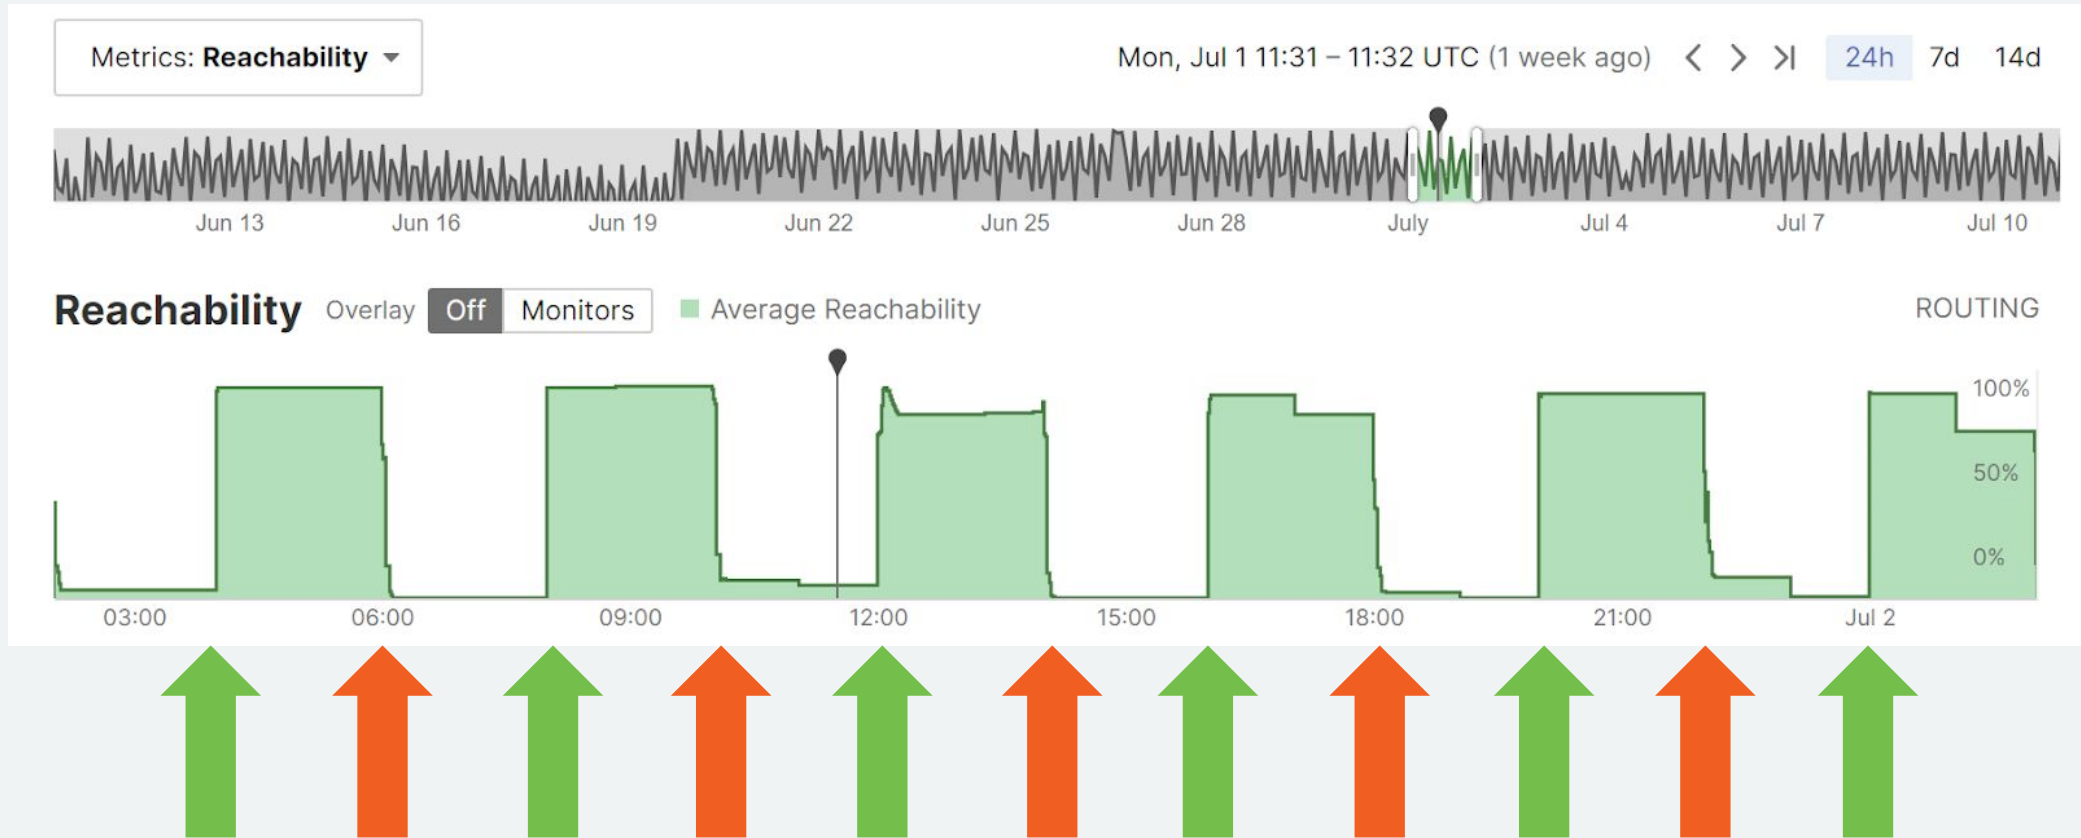 Metrics: Reachability
Mon, Jul 1 11:31 – 11:32 UTC (1 week ago)
24h 7d 14d
Jun 13 Jun 16 Jun 19 Jun 22 Jun 25 Jun 28 July Jul 4 Jul 7 Jul 10
Reachability Overlay Off Monitors Average Reachability ROUTING
100%
50%
0%
03:00 06:00 09:00 12:00 15:00 18:00 21:00 Jul 2